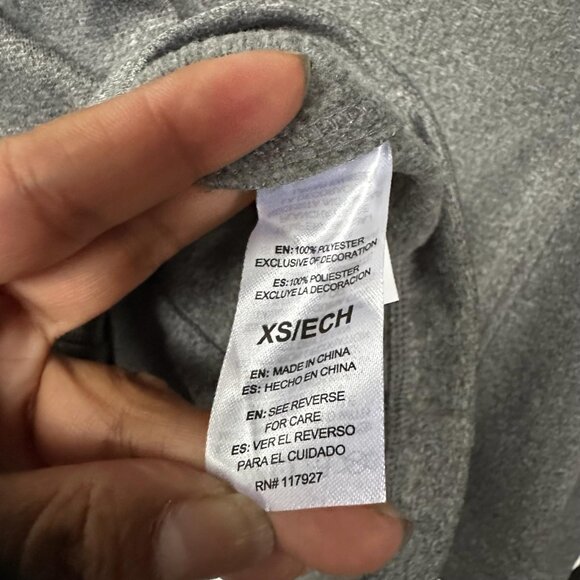 EN: 100% POLYESTER
EXCLUSIVE OF DECORATION
ES: 100% POLIESTER
EXCLUYE LA DECORACION
XS/ECH
EN: MADE IN CHINA
ES: HECHO EN CHINA
EN: SEE REVERSE
FOR CARE
ES: VER EL REVERSO
PARA EL CUIDADO
RN# 117927